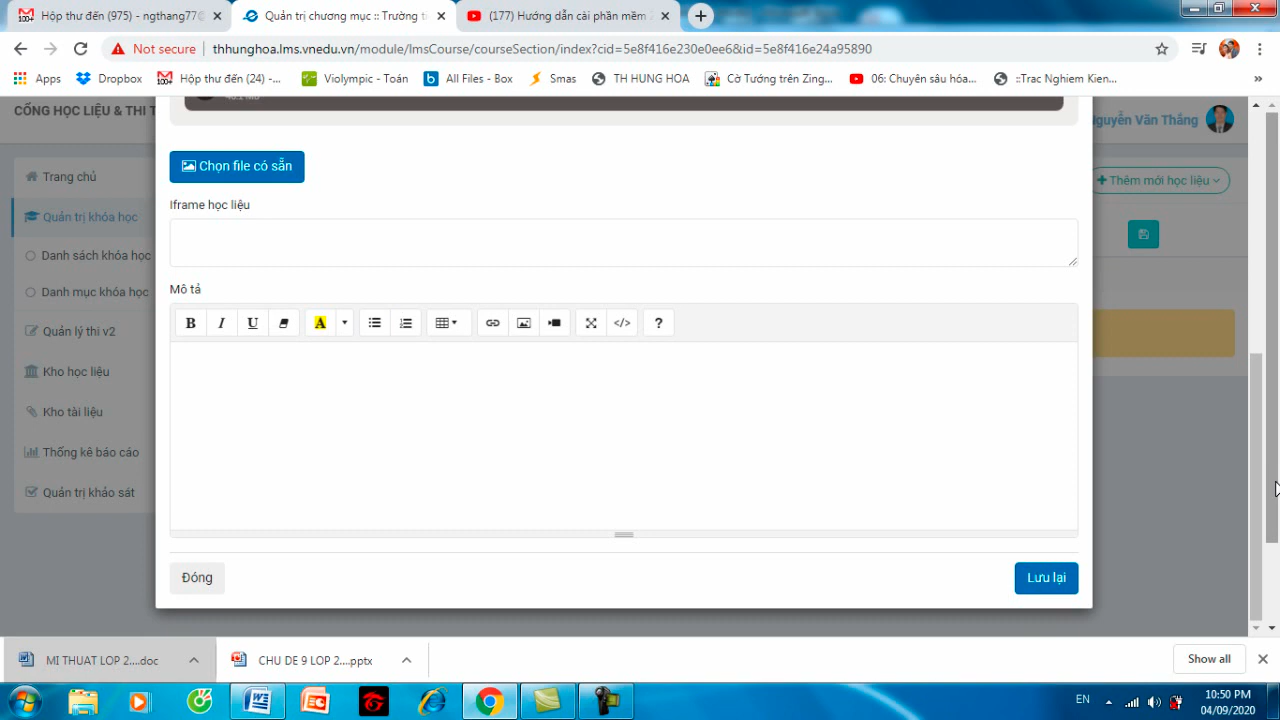 Hộp thư đến (975) - ngthang77@
Quản trị chương mục :: Trường t
(177) Hướng dẫn cài phần mềm 2
Not secure
thhunghoa.lms.vnedu.vn/module/lmsCourse/courseSection/index?cid=5e8f416e230e0ee6&id=5e8f416e24a95890
Apps
Dropbox
Hộp thư đến (24) -...
Violympic - Toán
All Files - Box
Smas
TH HUNG HOA
Cờ Tướng trên Zing...
06: Chuyên sâu hóa...
::Trac Nghiem Kien...
»
CỔNG HỌC LIỆU & THI T
Nguyễn Văn Thắng
Trang chủ
Chọn file có sẵn
Thêm mới học liệu
Iframe học liệu
Quản trị khóa học
Danh sách khóa học
Danh mục khóa học
Mô tả
B I U A </> ?
Quản lý thi v2
Kho học liệu
Kho tài liệu
Thống kê báo cáo
Quản trị khảo sát
Đóng
Lưu lại
MI THUAT LOP 2....doc
CHU DE 9 LOP 2....pptx
Show all
EN
10:50 PM
04/09/2020